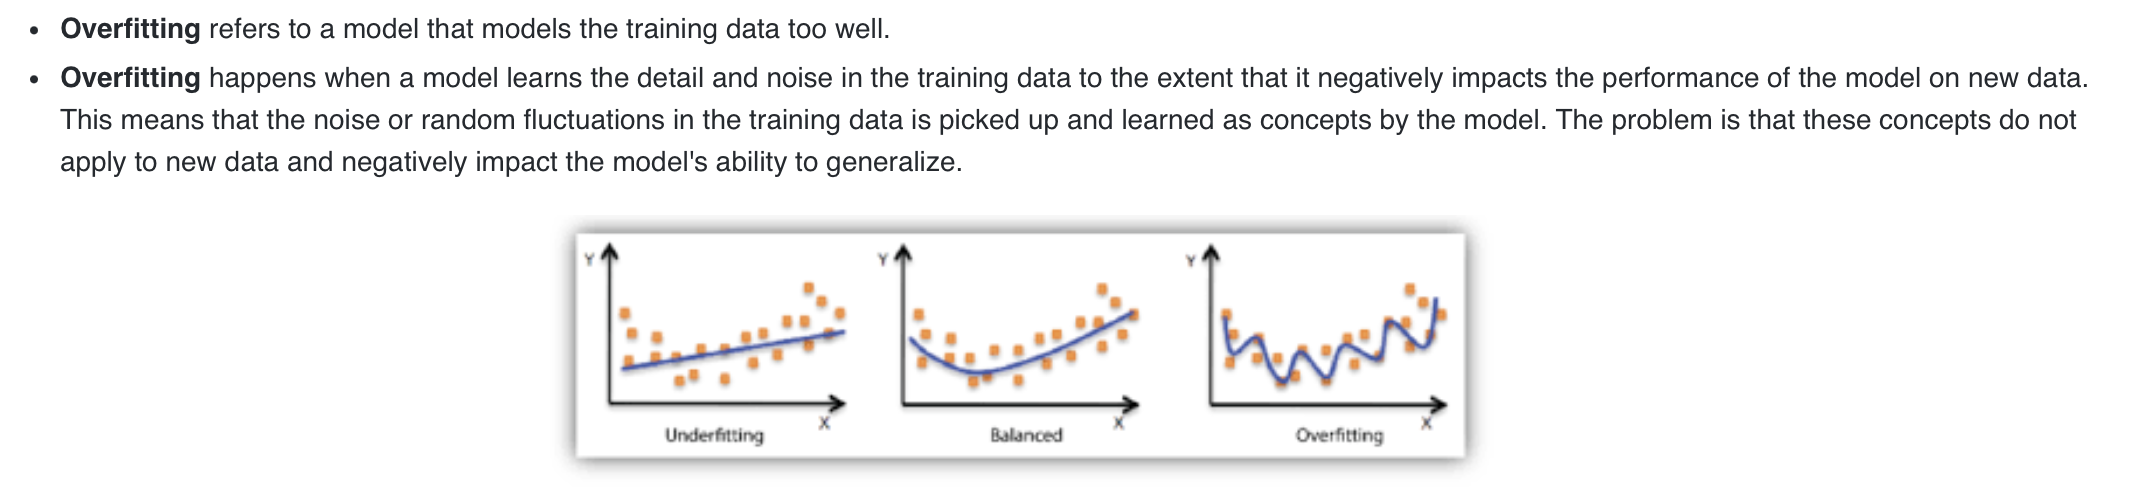 Overfitting refers to a model that models the training data too well.
Overfitting happens when a model learns the detail and noise in the training data to the extent that it negatively impacts the performance of the model on new data.
This means that the noise or random fluctuations in the training data is picked up and learned as concepts by the model. The problem is that these concepts do not
apply to new data and negatively impact the model's ability to generalize.
Y
Y
Y
X
X
X
Underfitting
Balanced
Overfitting